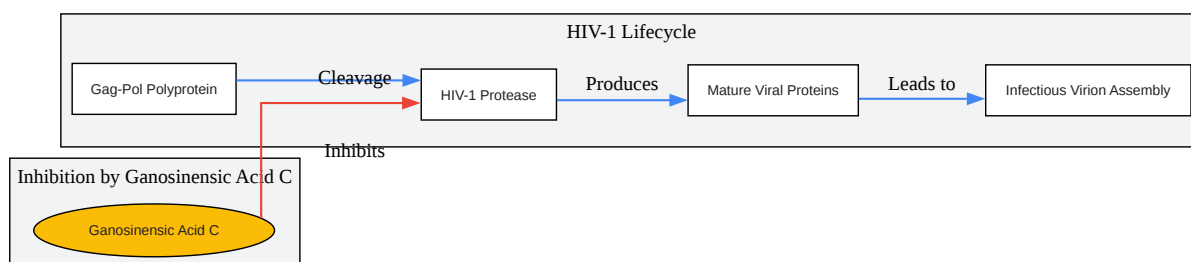 HIV-1 Lifecycle
Gag-Pol Polyprotein
Cleavage
HIV-1 Protease
Produces
Mature Viral Proteins
Leads to
Infectious Virion Assembly
Inhibits
Inhibition by Ganosinensic Acid C
Ganosinensic Acid C